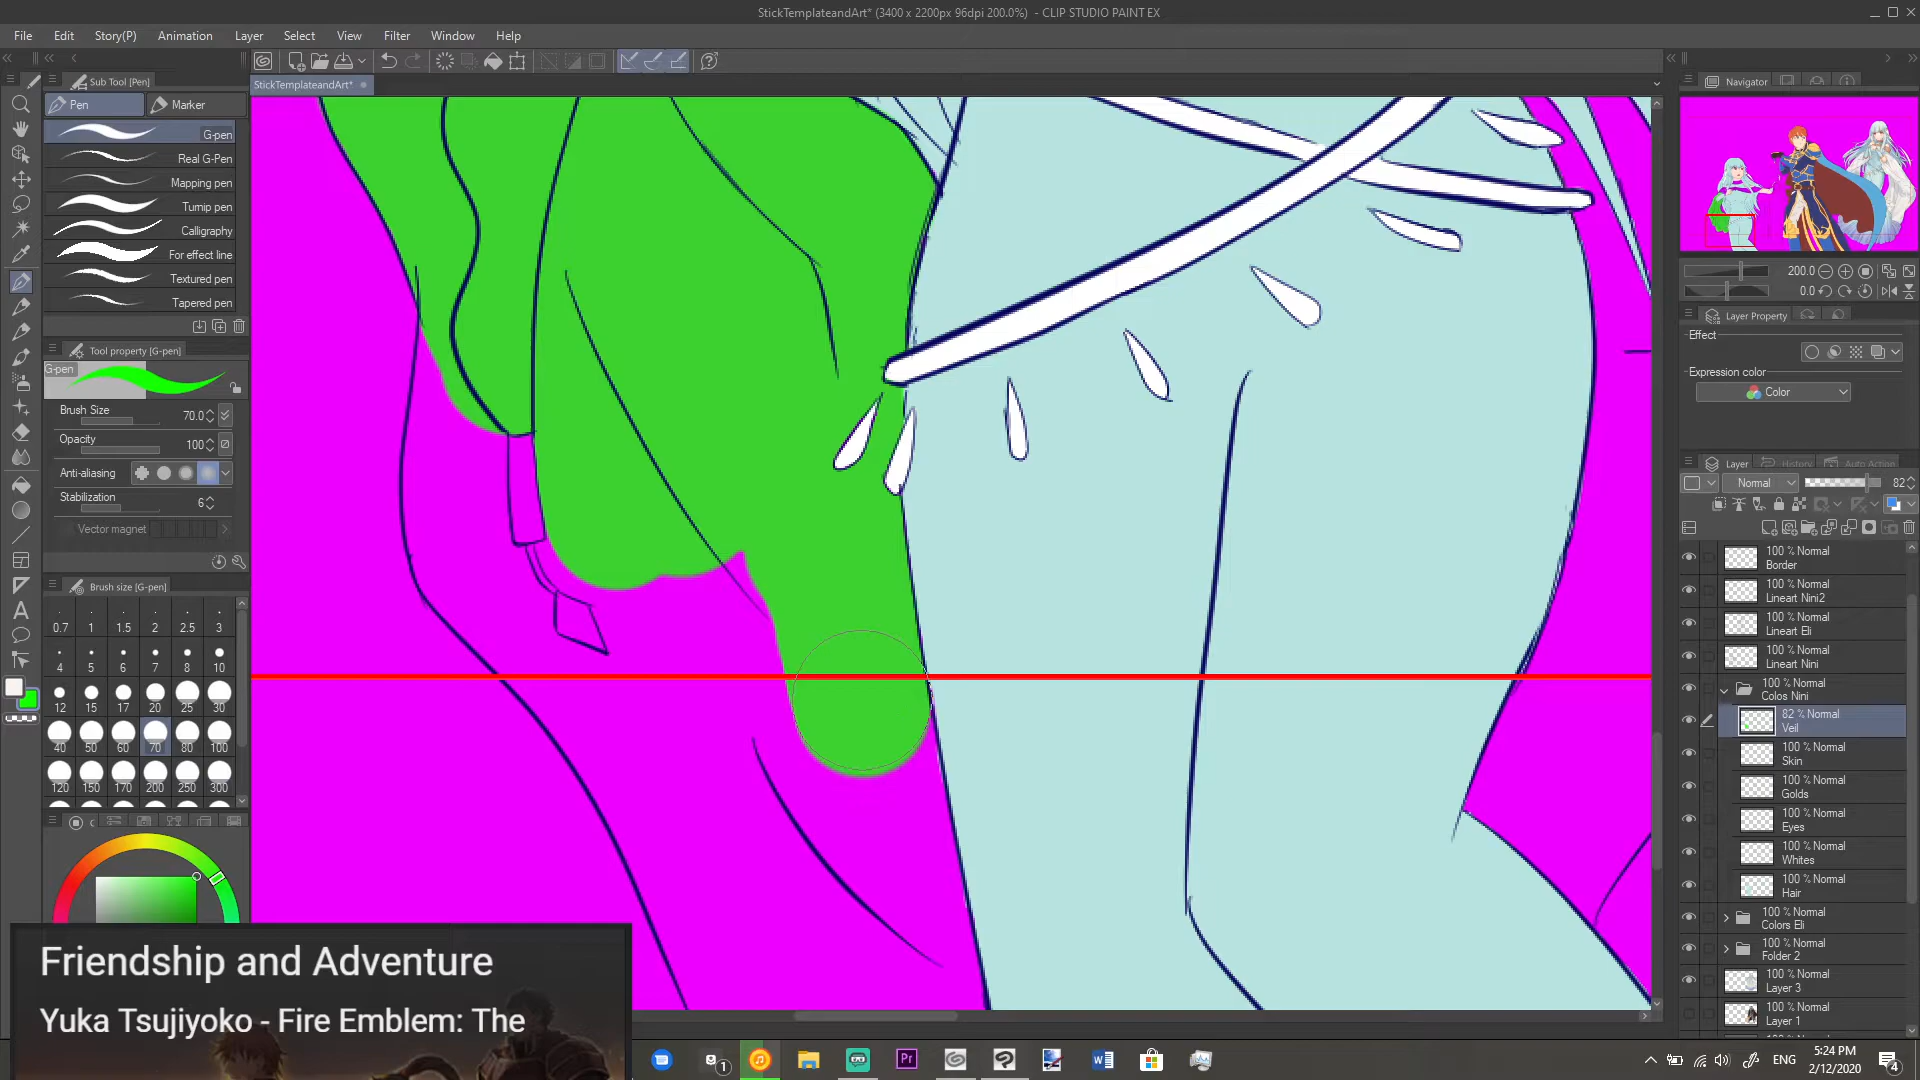 StickTemplateandArt* (3400 x 2200px 96dpi 200.0%) - CLIP STUDIO PAINT EX
File Edit Story(P) Animation Layer Select View Filter Window Help
Sub Tool [Pen]
Pen Marker
G-pen
Real G-Pen
Mapping pen
Turnip pen
Calligraphy
For effect line
Textured pen
Tapered pen
Tool property [G-pen]
G-pen
Brush Size 70.0
Opacity 100
Anti-aliasing
Stabilization 6
Vector magnet
Brush size [G-pen]
0.7 1 1.5 2 2.5 3
4 5 6 7 8 10
12 15 17 20 25 30
40 50 60 70 80 100
120 150 170 200 250 300
StickTemplateandArt*
Navigator
200.0
0.0
Layer Property
Effect
Expression color
Color
Layer History Auto Action
Normal 82
100 % Normal
Border
100 % Normal
Lineart Nini2
100 % Normal
Lineart Eli
100 % Normal
Lineart Nini
100 % Normal
Colos Nini
82 % Normal
Veil
100 % Normal
Skin
100 % Normal
Golds
100 % Normal
Eyes
100 % Normal
Whites
100 % Normal
Hair
100 % Normal
Colors Eli
100 % Normal
Folder 2
100 % Normal
Layer 3
100 % Normal
Layer 1
Friendship and Adventure
Yuka Tsujiyoko - Fire Emblem: The
1
Pr
ENG
5:24 PM
2/12/2020
4